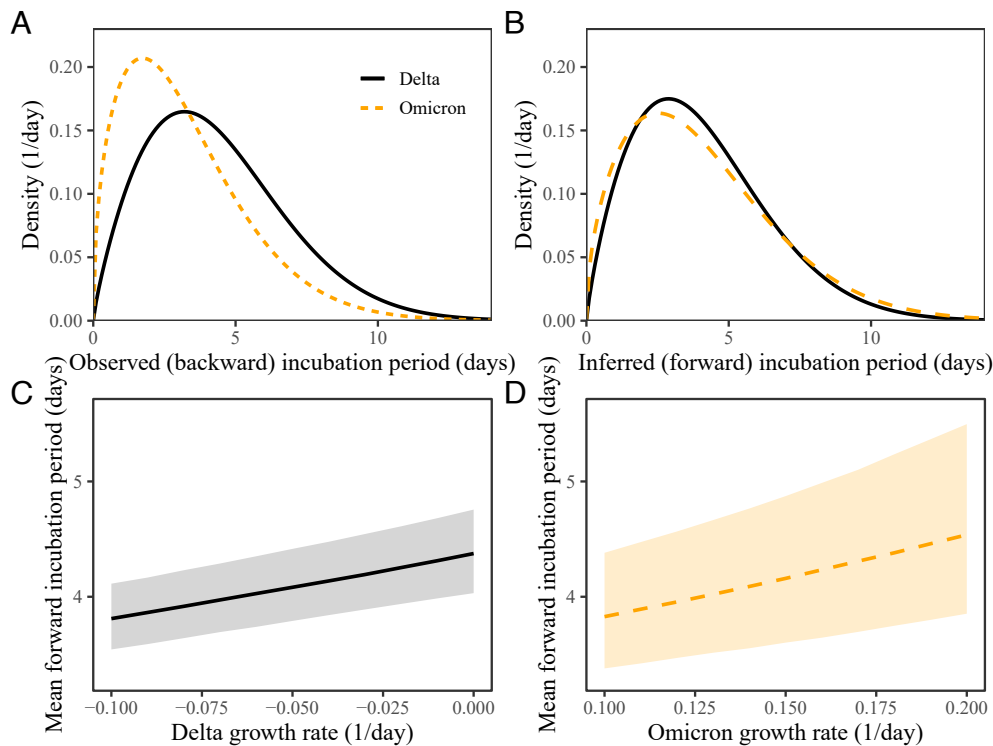 A
Density (1/day)
0.20
0.15
0.10
0.05
0.00
0
5
10
Observed (backward) incubation period (days)
Delta
Omicron
B
Density (1/day)
0.20
0.15
0.10
0.05
0.00
0
5
10
Inferred (forward) incubation period (days)
C
Mean forward incubation period (days)
5
4
−0.100
−0.075
−0.050
−0.025
0.000
Delta growth rate (1/day)
D
Mean forward incubation period (days)
5
4
0.100
0.125
0.150
0.175
0.200
Omicron growth rate (1/day)